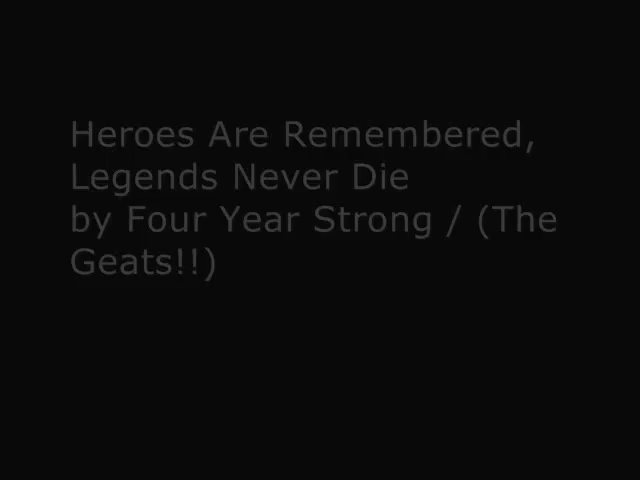 Heroes Are Remembered,
Legends Never Die
by Four Year Strong / (The
Geats!!)